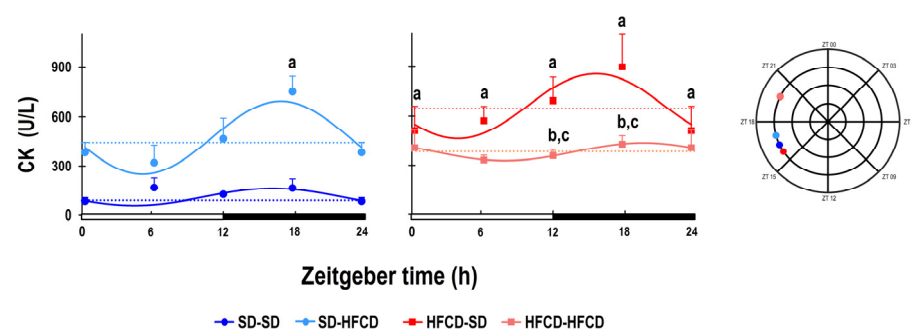 CK (U/L)
900
600
300
0
a
0 6 12 18 24
a a a a a
b,c b,c
0 6 12 18 24
ZT 00
ZT 03
ZT
ZT 09
ZT 12
ZT 15
ZT 18
ZT 21
Zeitgeber time (h)
SD-SD SD-HFCD HFCD-SD HFCD-HFCD